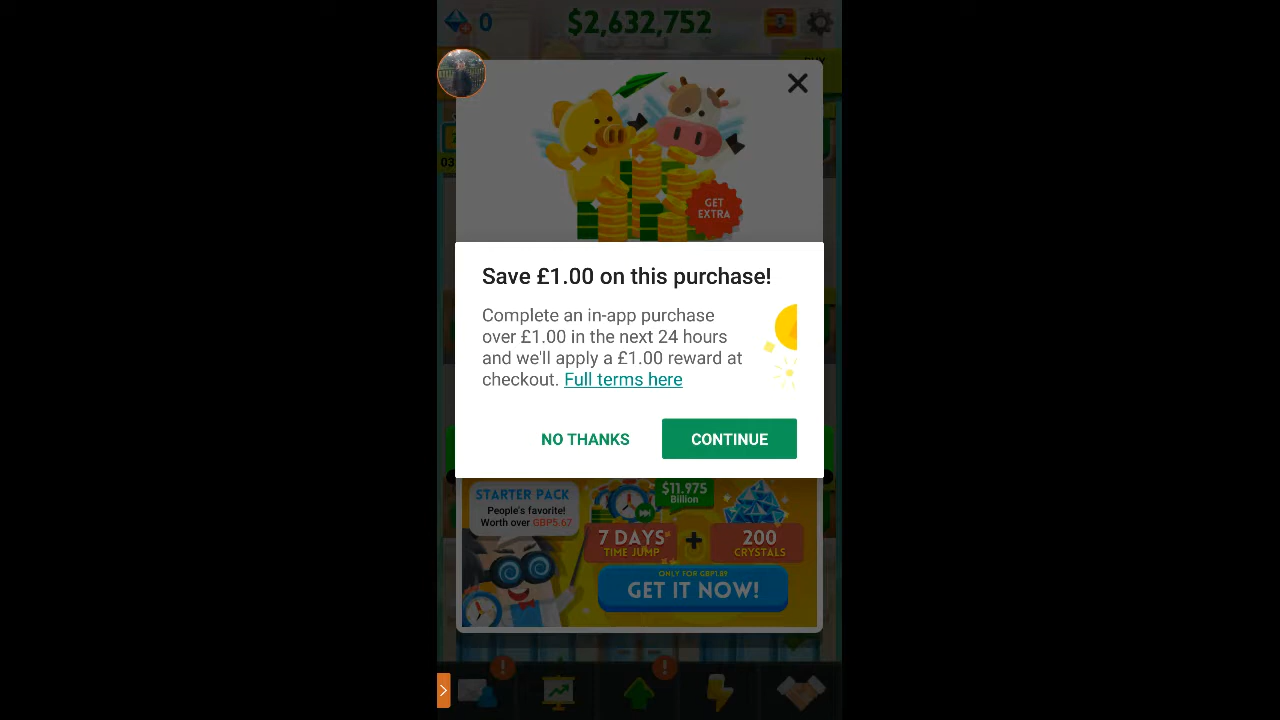 0
$2,632,752
GET
EXTRA
Save £1.00 on this purchase!
Complete an in-app purchase
over £1.00 in the next 24 hours
and we'll apply a £1.00 reward at
checkout. Full terms here
NO THANKS
CONTINUE
STARTER PACK
People's favorite!
Worth over GBP5.67
$11.975
Billion
7 DAYS
TIME JUMP
+
200
CRYSTALS
ONLY FOR GBP1.89
GET IT NOW!